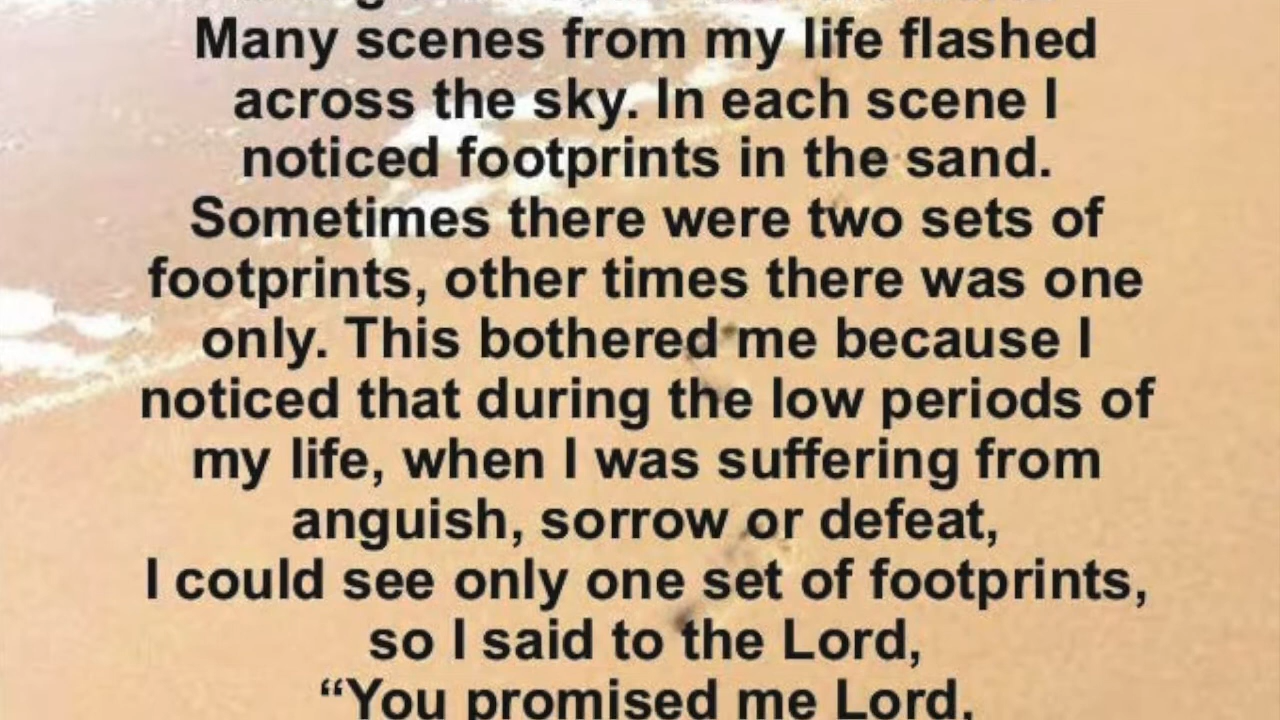 Many scenes from my life flashed
across the sky. In each scene I
noticed footprints in the sand.
Sometimes there were two sets of
footprints, other times there was one
only. This bothered me because I
noticed that during the low periods of
my life, when I was suffering from
anguish, sorrow or defeat,
I could see only one set of footprints,
so I said to the Lord,
“You promised me Lord,